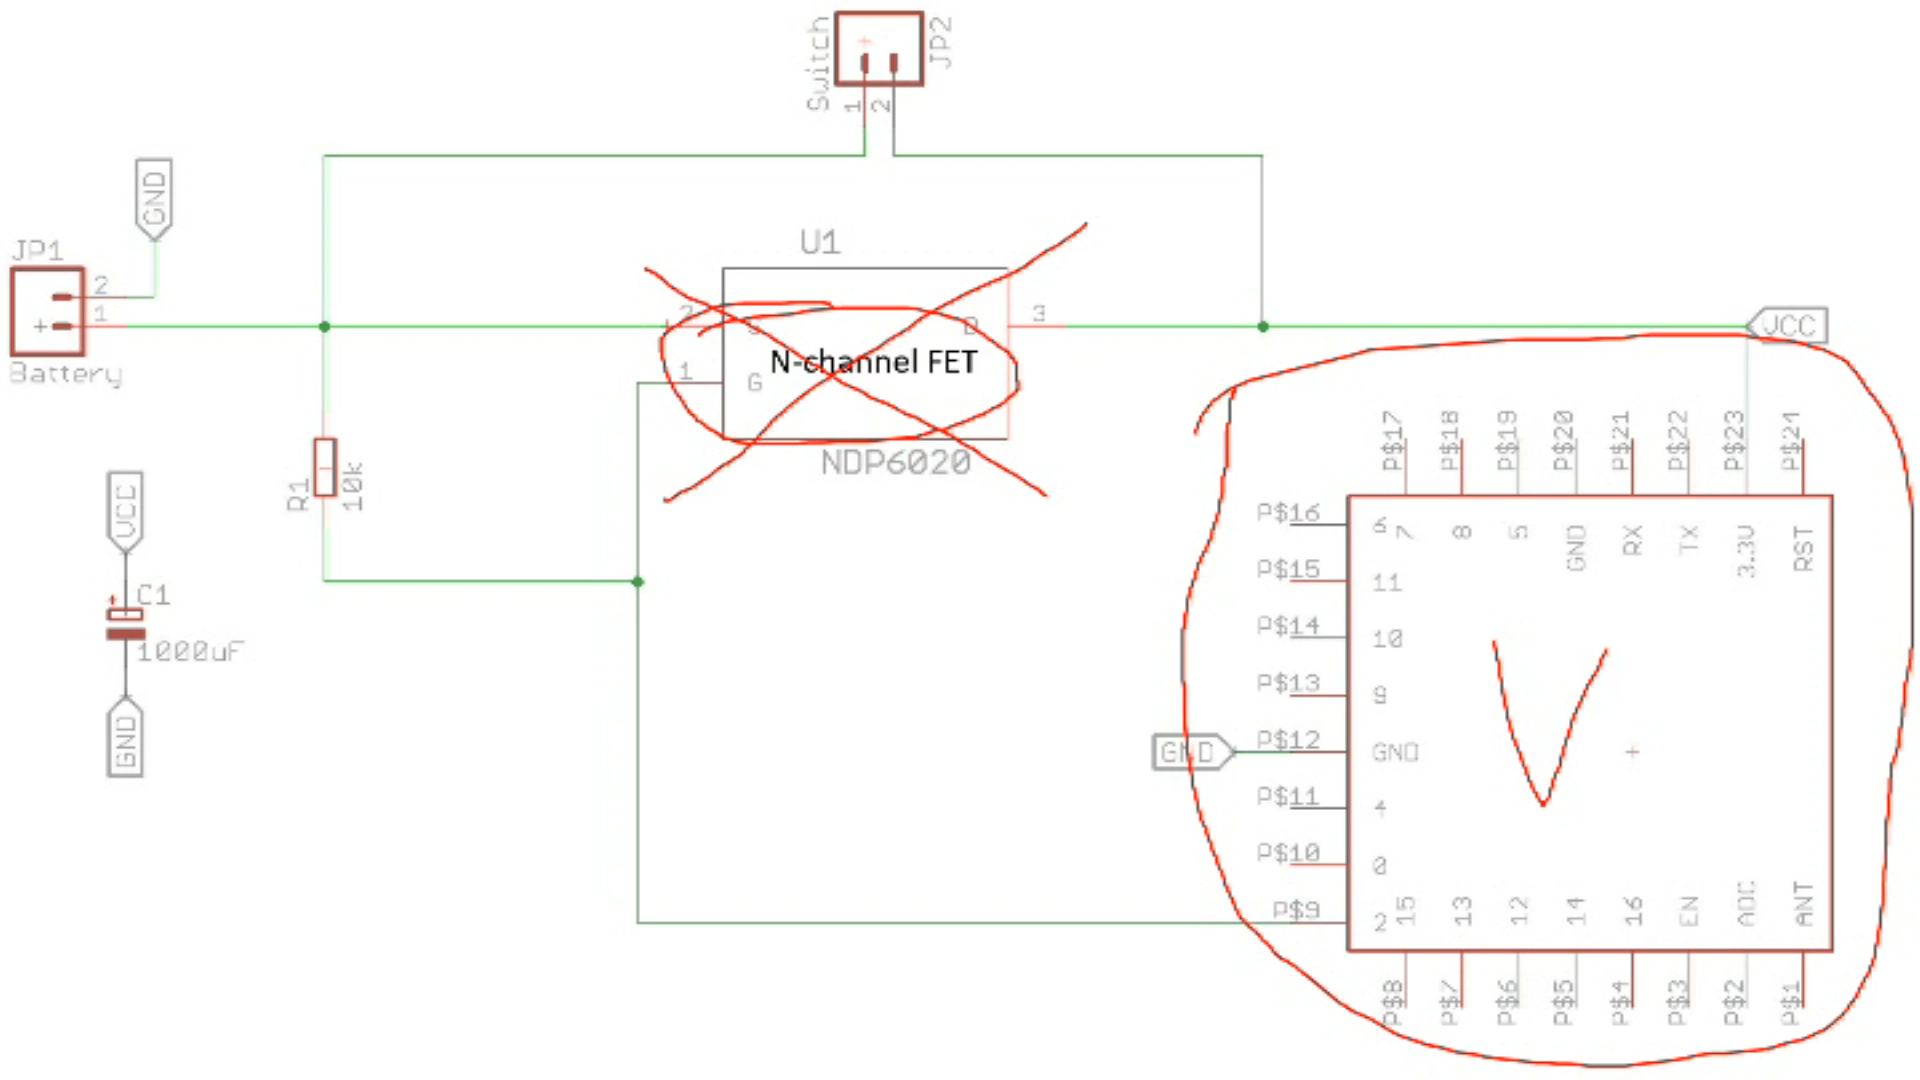 Switch
JP2
1
2
GND
JP1
2
1
+
Battery
U1
2
S
D
3
1
G
N-channel FET
NDP6020
VCC
R1
10k
VCC
+
C1
1000uF
GND
P$17
P$18
P$19
P$20
P$21
P$22
P$23
P$24
7
8
5
GND
RX
TX
3.3V
RST
P$16
6
P$15
11
P$14
10
P$13
9
GND
P$12
GND
P$11
4
P$10
0
P$9
2
15
13
12
14
16
EN
ADC
ANT
P$8
P$7
P$6
P$5
P$4
P$3
P$2
P$1